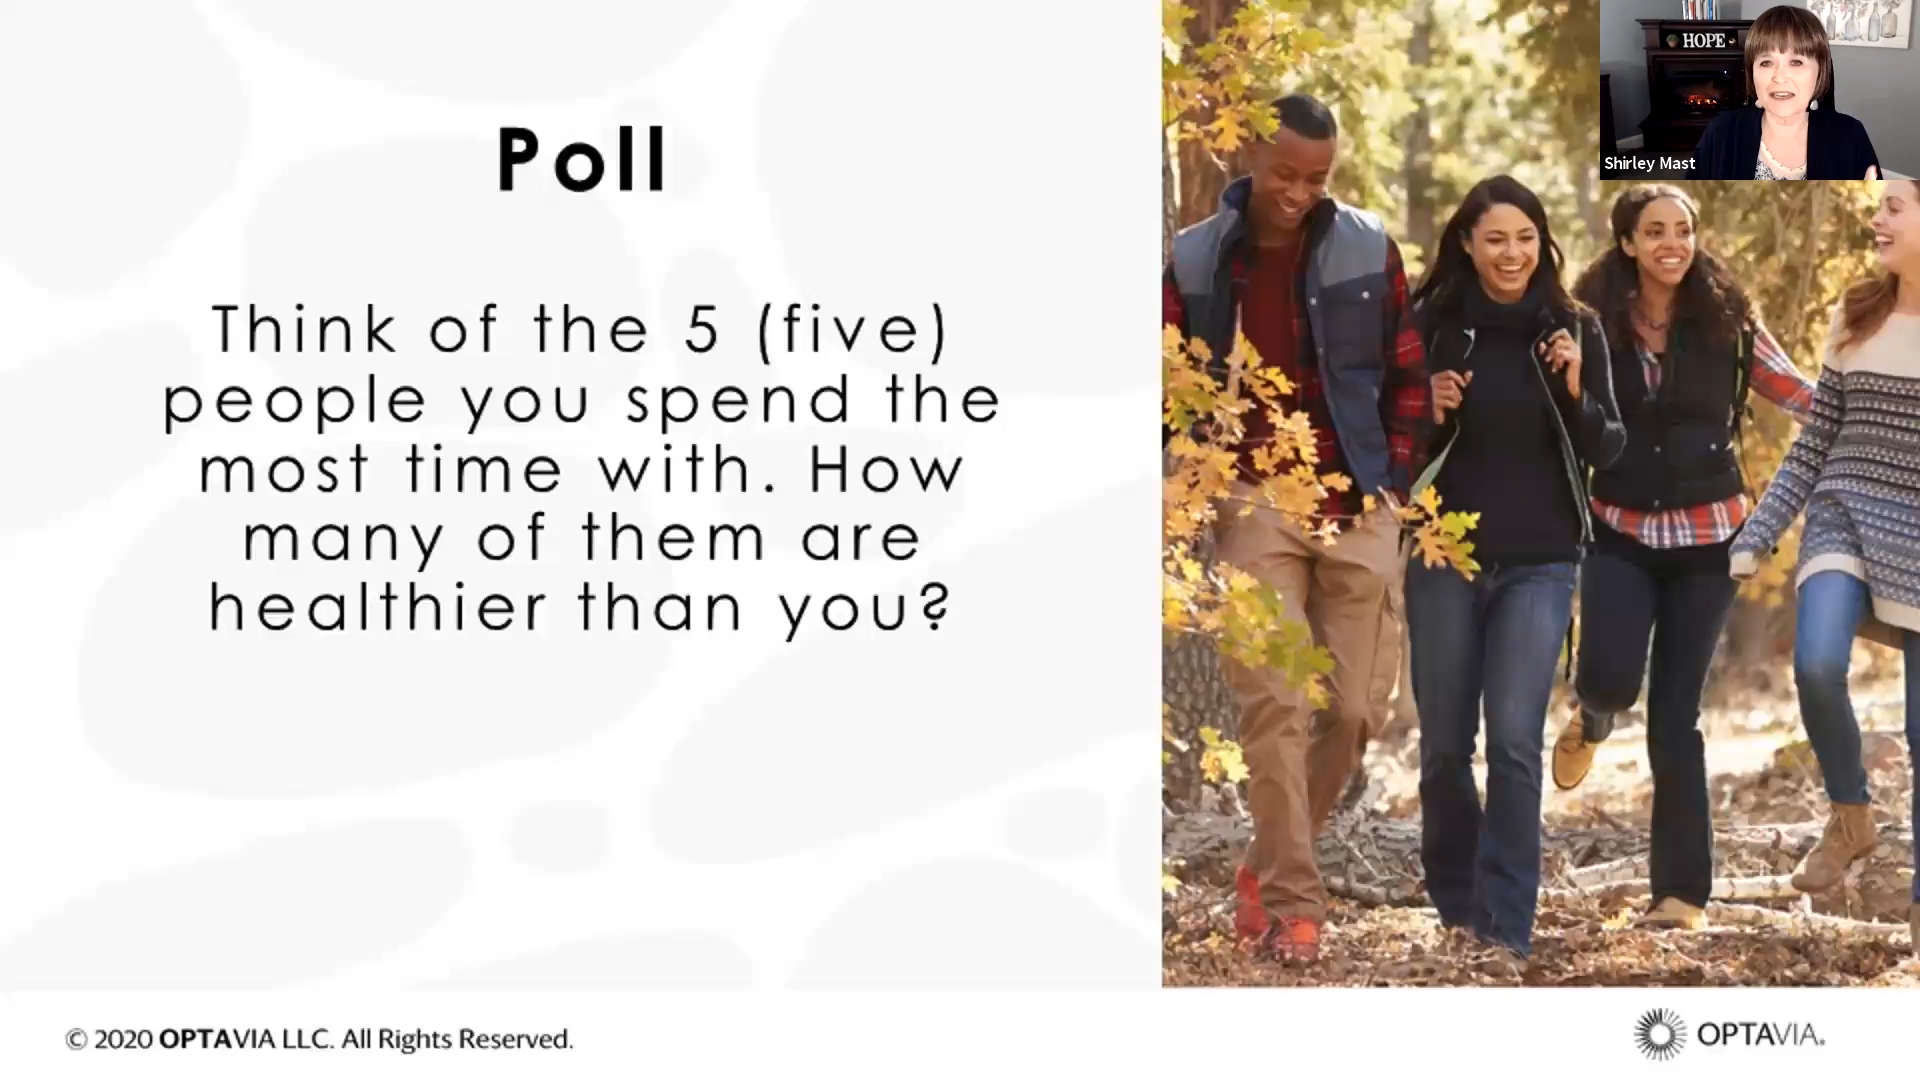 Poll
Think of the 5 (five)
people you spend the
most time with. How
many of them are
healthier than you?
HOPE
Shirley Mast
© 2020 OPTAVIA LLC. All Rights Reserved.
OPTAVIA®